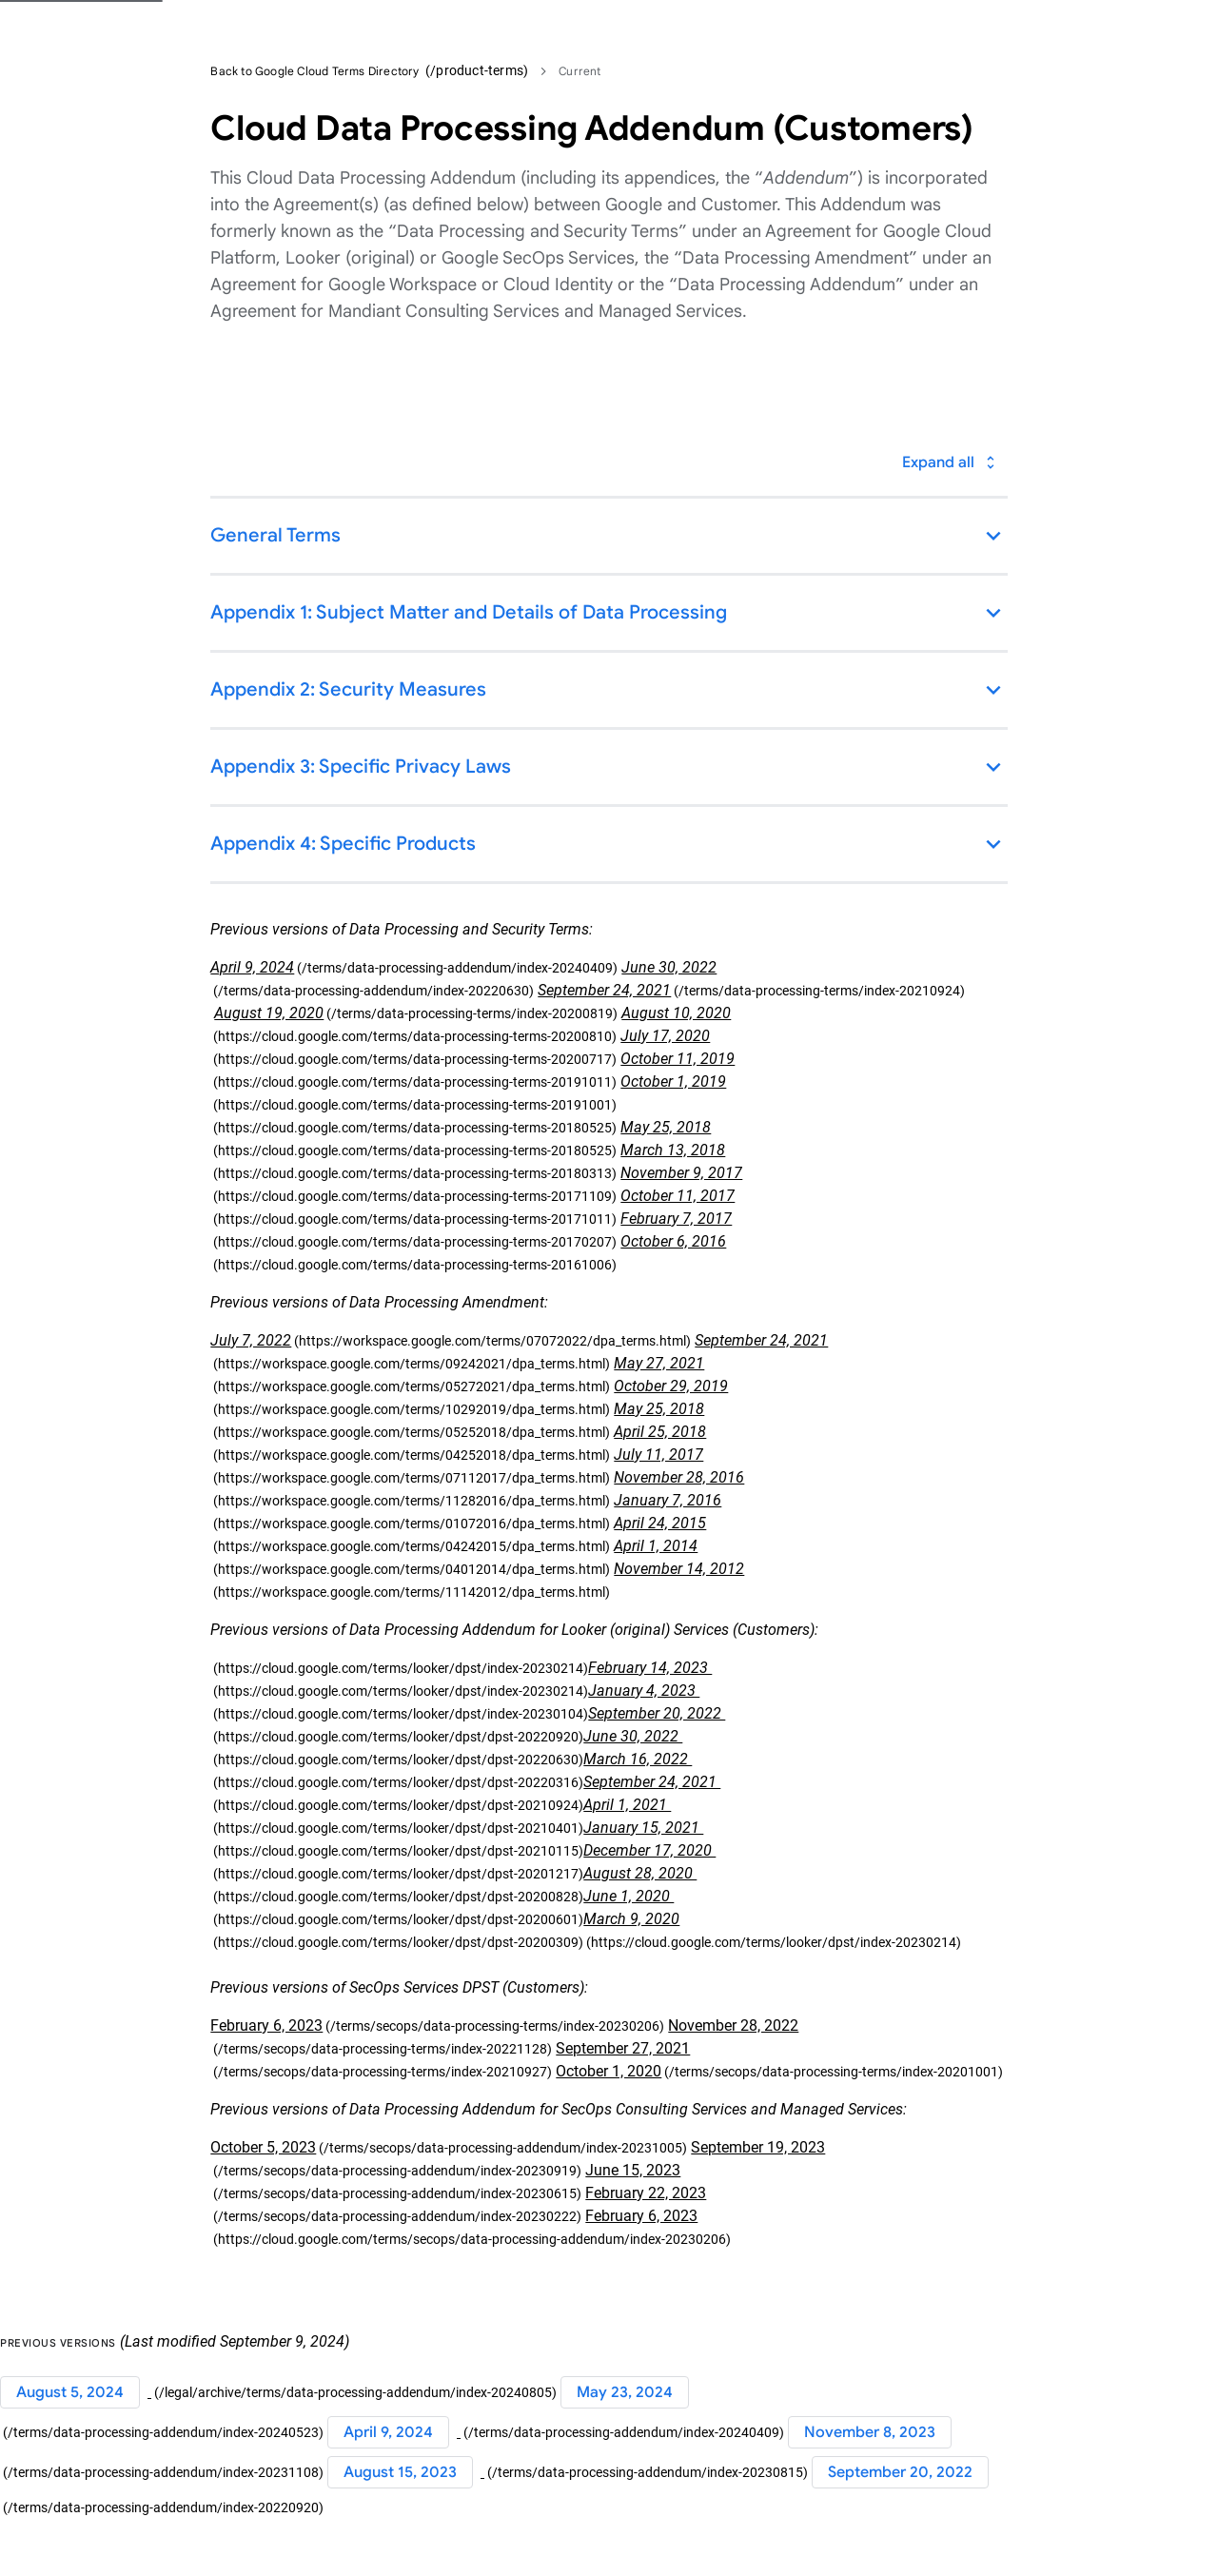 Back to Google Cloud Terms Directory (/product-terms) > Current
Cloud Data Processing Addendum (Customers)
This Cloud Data Processing Addendum (including its appendices, the “Addendum”) is incorporated
into the Agreement(s) (as defined below) between Google and Customer. This Addendum was
formerly known as the “Data Processing and Security Terms” under an Agreement for Google Cloud
Platform, Looker (original) or Google SecOps Services, the “Data Processing Amendment” under an
Agreement for Google Workspace or Cloud Identity or the “Data Processing Addendum” under an
Agreement for Mandiant Consulting Services and Managed Services.
Expand all
General Terms
Appendix 1: Subject Matter and Details of Data Processing
Appendix 2: Security Measures
Appendix 3: Specific Privacy Laws
Appendix 4: Specific Products
Previous versions of Data Processing and Security Terms:
April 9, 2024 (/terms/data-processing-addendum/index-20240409) June 30, 2022
(/terms/data-processing-addendum/index-20220630) September 24, 2021 (/terms/data-processing-terms/index-20210924)
August 19, 2020 (/terms/data-processing-terms/index-20200819) August 10, 2020
(https://cloud.google.com/terms/data-processing-terms-20200810) July 17, 2020
(https://cloud.google.com/terms/data-processing-terms-20200717) October 11, 2019
(https://cloud.google.com/terms/data-processing-terms-20191011) October 1, 2019
(https://cloud.google.com/terms/data-processing-terms-20191001)
(https://cloud.google.com/terms/data-processing-terms-20180525) May 25, 2018
(https://cloud.google.com/terms/data-processing-terms-20180525) March 13, 2018
(https://cloud.google.com/terms/data-processing-terms-20180313) November 9, 2017
(https://cloud.google.com/terms/data-processing-terms-20171109) October 11, 2017
(https://cloud.google.com/terms/data-processing-terms-20171011) February 7, 2017
(https://cloud.google.com/terms/data-processing-terms-20170207) October 6, 2016
(https://cloud.google.com/terms/data-processing-terms-20161006)
Previous versions of Data Processing Amendment:
July 7, 2022 (https://workspace.google.com/terms/07072022/dpa_terms.html) September 24, 2021
(https://workspace.google.com/terms/09242021/dpa_terms.html) May 27, 2021
(https://workspace.google.com/terms/05272021/dpa_terms.html) October 29, 2019
(https://workspace.google.com/terms/10292019/dpa_terms.html) May 25, 2018
(https://workspace.google.com/terms/05252018/dpa_terms.html) April 25, 2018
(https://workspace.google.com/terms/04252018/dpa_terms.html) July 11, 2017
(https://workspace.google.com/terms/07112017/dpa_terms.html) November 28, 2016
(https://workspace.google.com/terms/11282016/dpa_terms.html) January 7, 2016
(https://workspace.google.com/terms/01072016/dpa_terms.html) April 24, 2015
(https://workspace.google.com/terms/04242015/dpa_terms.html) April 1, 2014
(https://workspace.google.com/terms/04012014/dpa_terms.html) November 14, 2012
(https://workspace.google.com/terms/11142012/dpa_terms.html)
Previous versions of Data Processing Addendum for Looker (original) Services (Customers):
(https://cloud.google.com/terms/looker/dpst/index-20230214)February 14, 2023
(https://cloud.google.com/terms/looker/dpst/index-20230214)January 4, 2023
(https://cloud.google.com/terms/looker/dpst/index-20230104)September 20, 2022
(https://cloud.google.com/terms/looker/dpst/dpst-20220920)June 30, 2022
(https://cloud.google.com/terms/looker/dpst/dpst-20220630)March 16, 2022
(https://cloud.google.com/terms/looker/dpst/dpst-20220316)September 24, 2021
(https://cloud.google.com/terms/looker/dpst/dpst-20210924)April 1, 2021
(https://cloud.google.com/terms/looker/dpst/dpst-20210401)January 15, 2021
(https://cloud.google.com/terms/looker/dpst/dpst-20210115)December 17, 2020
(https://cloud.google.com/terms/looker/dpst/dpst-20201217)August 28, 2020
(https://cloud.google.com/terms/looker/dpst/dpst-20200828)June 1, 2020
(https://cloud.google.com/terms/looker/dpst/dpst-20200601)March 9, 2020
(https://cloud.google.com/terms/looker/dpst/dpst-20200309) (https://cloud.google.com/terms/looker/dpst/index-20230214)
Previous versions of SecOps Services DPST (Customers):
February 6, 2023 (/terms/secops/data-processing-terms/index-20230206) November 28, 2022
(/terms/secops/data-processing-terms/index-20221128) September 27, 2021
(/terms/secops/data-processing-terms/index-20210927) October 1, 2020 (/terms/secops/data-processing-terms/index-20201001)
Previous versions of Data Processing Addendum for SecOps Consulting Services and Managed Services:
October 5, 2023 (/terms/secops/data-processing-addendum/index-20231005) September 19, 2023
(/terms/secops/data-processing-addendum/index-20230919) June 15, 2023
(/terms/secops/data-processing-addendum/index-20230615) February 22, 2023
(/terms/secops/data-processing-addendum/index-20230222) February 6, 2023
(https://cloud.google.com/terms/secops/data-processing-addendum/index-20230206)
PREVIOUS VERSIONS (Last modified September 9, 2024)
August 5, 2024 (/legal/archive/terms/data-processing-addendum/index-20240805) May 23, 2024
(/terms/data-processing-addendum/index-20240523) April 9, 2024 (/terms/data-processing-addendum/index-20240409) November 8, 2023
(/terms/data-processing-addendum/index-20231108) August 15, 2023 (/terms/data-processing-addendum/index-20230815) September 20, 2022
(/terms/data-processing-addendum/index-20220920)